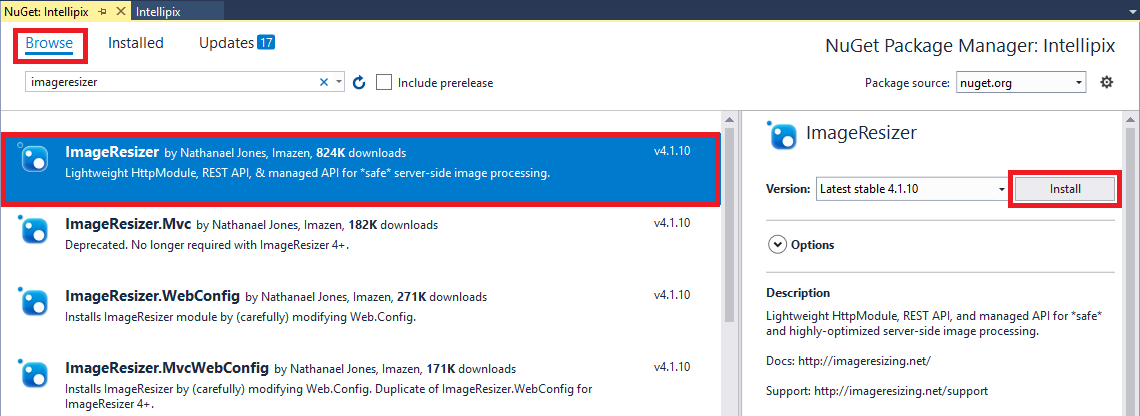 NuGet: Intellipix
Intellipix
Browse
Installed
Updates 17
NuGet Package Manager: Intellipix
imageresizer
Include prerelease
Package source: nuget.org
ImageResizer by Nathanael Jones, Imazen, 824K downloads v4.1.10
Lightweight HttpModule, REST API, & managed API for *safe* server-side image processing.
ImageResizer.Mvc by Nathanael Jones, Imazen, 182K downloads v4.1.10
Deprecated. No longer required with ImageResizer 4+.
ImageResizer.WebConfig by Nathanael Jones, Imazen, 271K downloads v4.1.10
Installs ImageResizer module by (carefully) modifying Web.Config.
ImageResizer.MvcWebConfig by Nathanael Jones, Imazen, 171K downloads v4.1.10
Installs ImageResizer by (carefully) modifying Web.Config. Duplicate of ImageResizer.WebConfig for
ImageResizer 4+.
ImageResizer
Version: Latest stable 4.1.10 Install
Options
Description
Lightweight HttpModule, REST API, and managed API for *safe*
and highly-optimized server-side image processing.
Docs: http://imageresizing.net/
Support: http://imageresizing.net/support